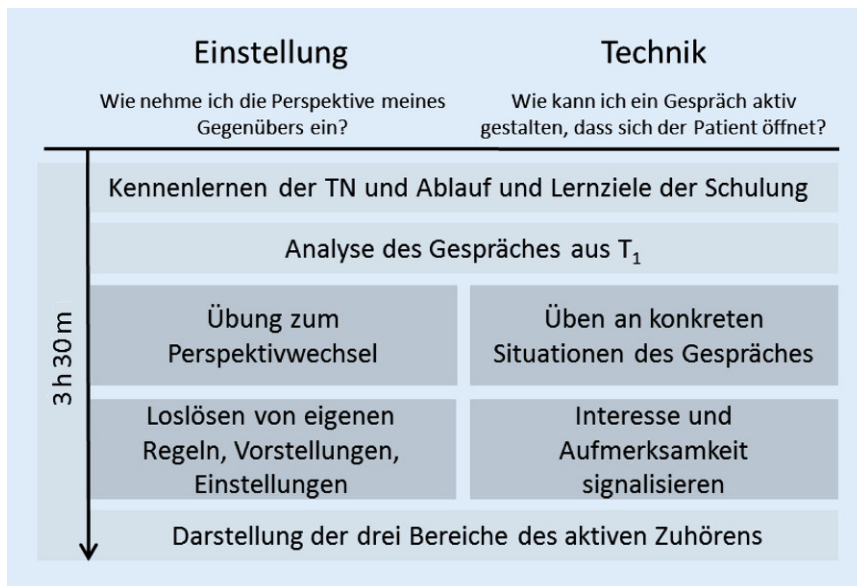 Einstellung
Technik
Wie nehme ich die Perspektive meines
Gegenübers ein?
Wie kann ich ein Gespräch aktiv
gestalten, dass sich der Patient öffnet?
3 h 30 m
Kennenlernen der TN und Ablauf und Lernziele der Schulung
Analyse des Gespräches aus T₁
Übung zum
Perspektivwechsel
Üben an konkreten
Situationen des Gespräches
Loslösen von eigenen
Regeln, Vorstellungen,
Einstellungen
Interesse und
Aufmerksamkeit
signalisieren
Darstellung der drei Bereiche des aktiven Zuhörens